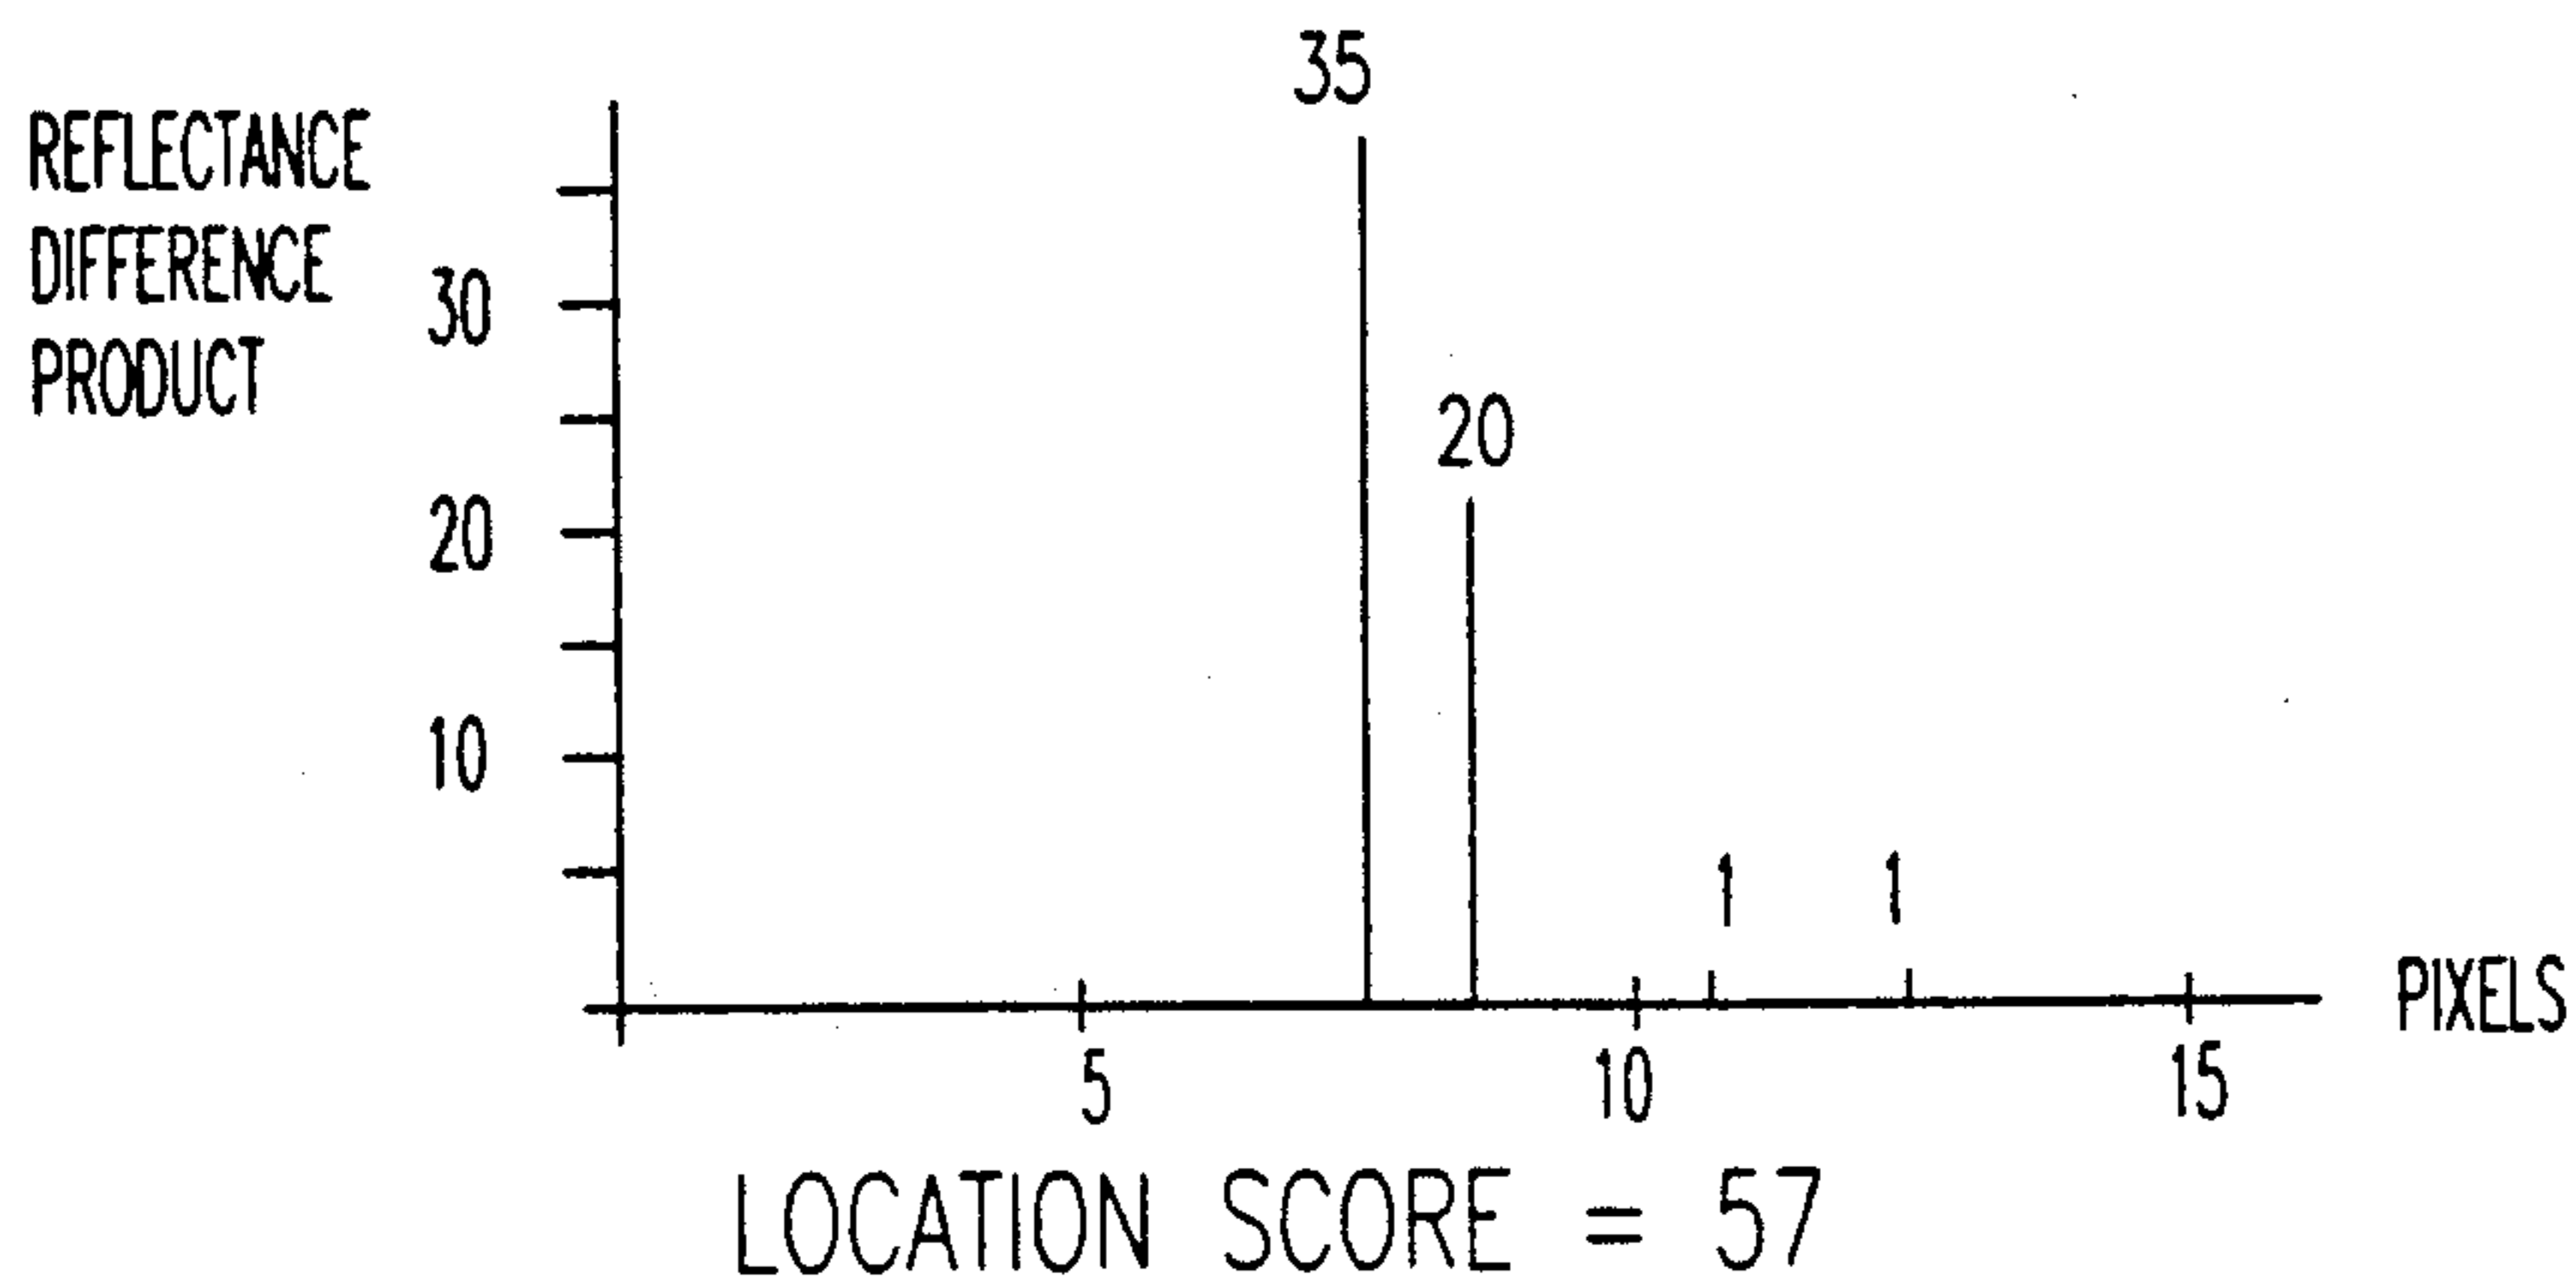 35
REFLECTANCE
DIFFERENCE
PRODUCT
30
20
20
10
1 1
PIXELS
5 10 15
LOCATION SCORE = 57